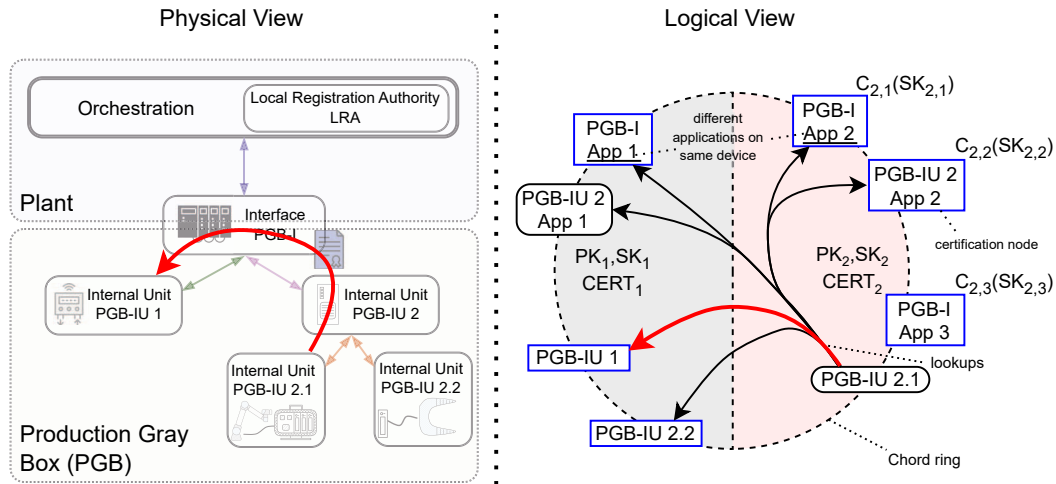 Physical View
Orchestration
Local Registration Authority
LRA
Plant
Interface
PGB-I
Internal Unit
PGB-IU 1
Internal Unit
PGB-IU 2
Internal Unit
PGB-IU 2.1
Internal Unit
PGB-IU 2.2
Production Gray
Box (PGB)
Logical View
C2,1(SK2,1)
PGB-I
App 1
different
applications on
same device
PGB-I
App 2
C2,2(SK2,2)
PGB-IU 2
App 1
PGB-IU 2
App 2
certification node
PK1,SK1
CERT1
PK2,SK2
CERT2
C2,3(SK2,3)
PGB-I
App 3
PGB-IU 1
lookups
PGB-IU 2.1
PGB-IU 2.2
Chord ring